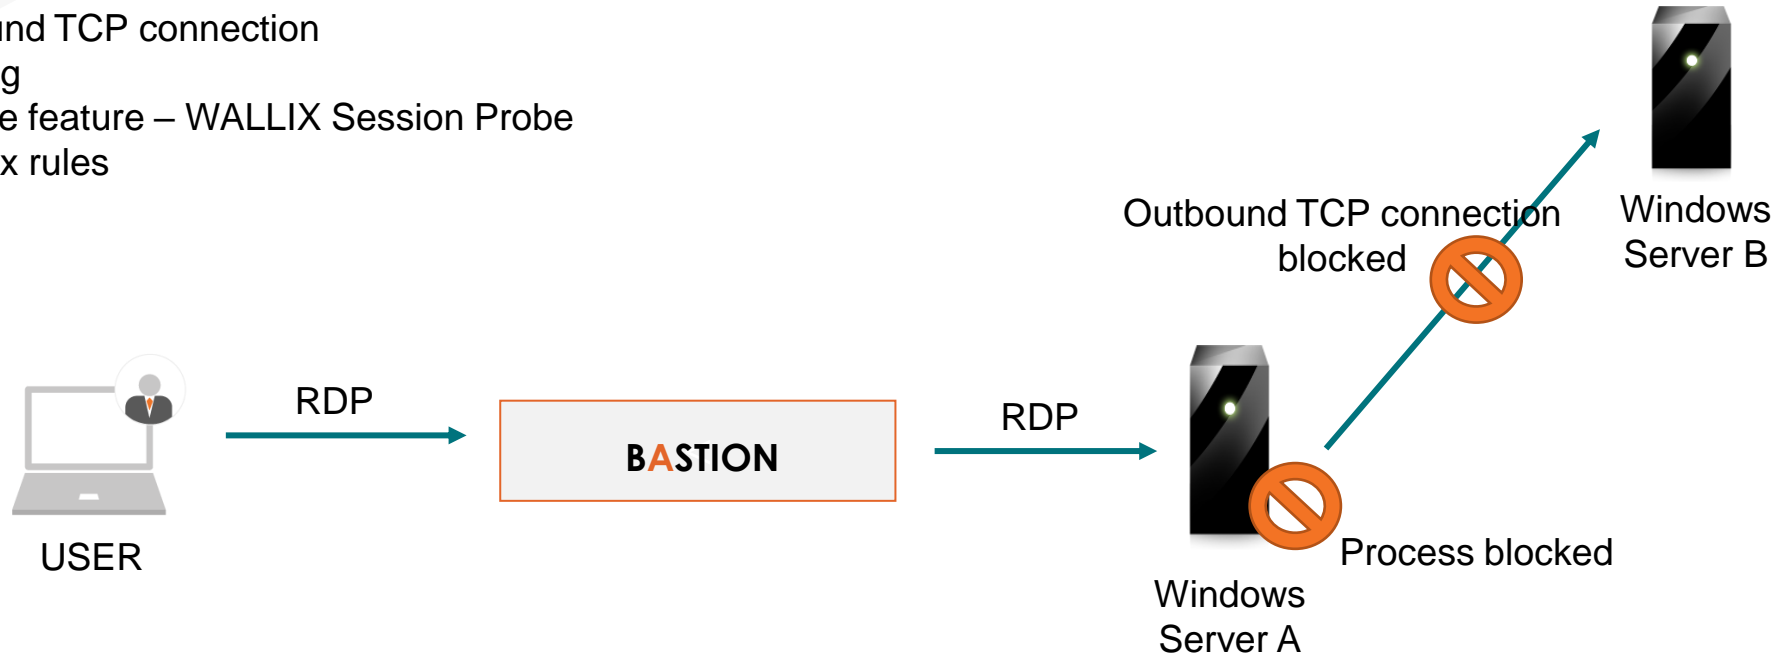 und TCP connection
g
e feature – WALLIX Session Probe
x rules
Outbound TCP connection
blocked
Windows
Server B
RDP
BASTION
RDP
USER
Process blocked
Windows
Server A